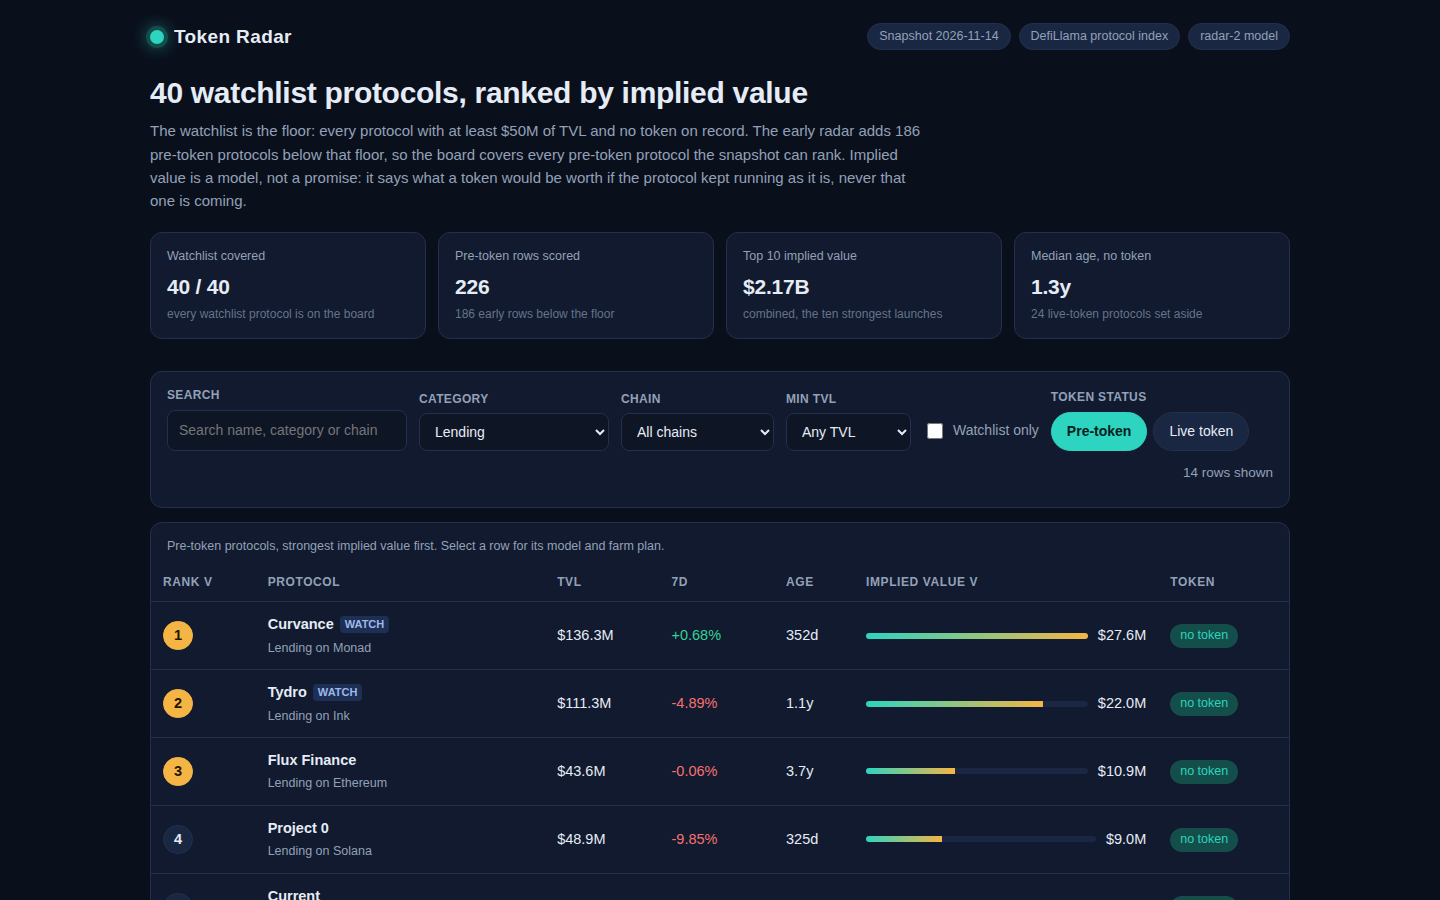 Token Radar
Snapshot 2026-11-14
DefiLlama protocol index
radar-2 model
40 watchlist protocols, ranked by implied value
The watchlist is the floor: every protocol with at least $50M of TVL and no token on record. The early radar adds 186
pre-token protocols below that floor, so the board covers every pre-token protocol the snapshot can rank. Implied
value is a model, not a promise: it says what a token would be worth if the protocol kept running as it is, never that
one is coming.
Watchlist covered
40 / 40
every watchlist protocol is on the board
Pre-token rows scored
226
186 early rows below the floor
Top 10 implied value
$2.17B
combined, the ten strongest launches
Median age, no token
1.3y
24 live-token protocols set aside
SEARCH
Search name, category or chain
CATEGORY
Lending
CHAIN
All chains
MIN TVL
Any TVL
Watchlist only
TOKEN STATUS
Pre-token
Live token
14 rows shown
Pre-token protocols, strongest implied value first. Select a row for its model and farm plan.
RANK V PROTOCOL TVL 7D AGE IMPLIED VALUE V TOKEN
1 Curvance WATCH $136.3M +0.68% 352d $27.6M no token
Lending on Monad
2 Tydro WATCH $111.3M -4.89% 1.1y $22.0M no token
Lending on Ink
3 Flux Finance $43.6M -0.06% 3.7y $10.9M no token
Lending on Ethereum
4 Project 0 $48.9M -9.85% 325d $9.0M no token
Lending on Solana
Current